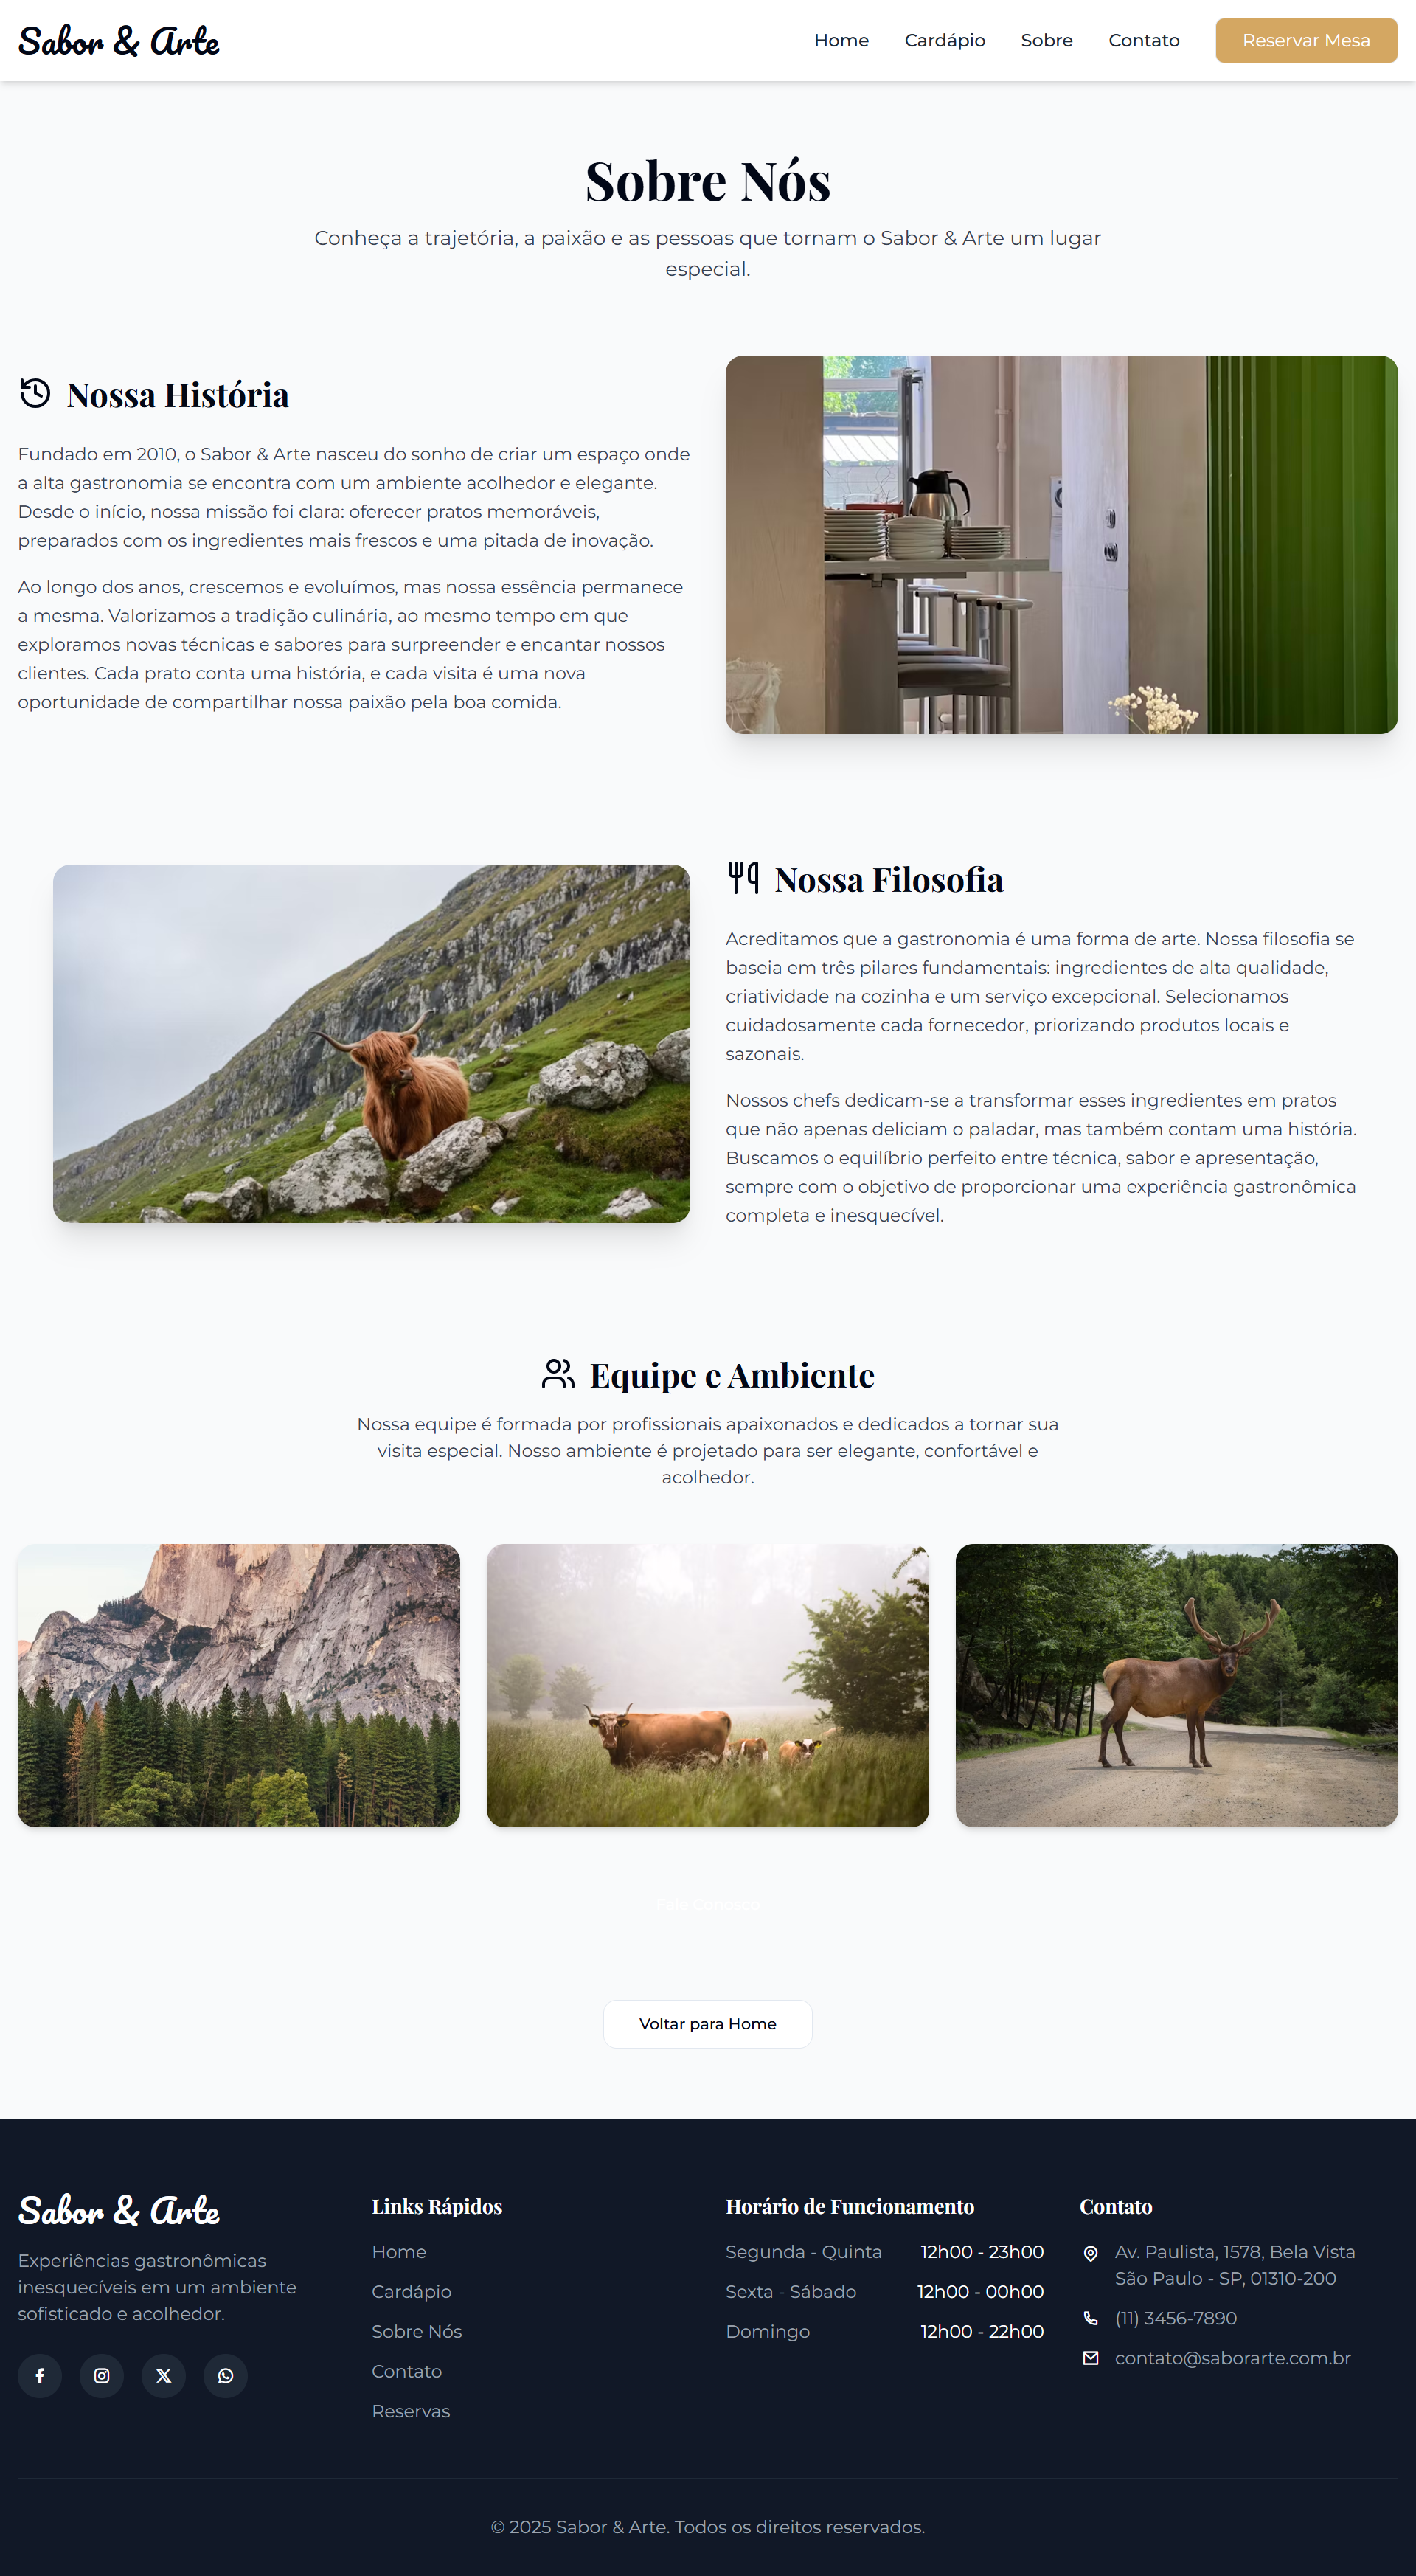 Sabor & Arte
Home
Cardápio
Sobre
Contato
Reservar Mesa
Sobre Nós
Conheça a trajetória, a paixão e as pessoas que tornam o Sabor & Arte um lugar
especial.
Nossa História
Fundado em 2010, o Sabor & Arte nasceu do sonho de criar um espaço onde
a alta gastronomia se encontra com um ambiente acolhedor e elegante.
Desde o início, nossa missão foi clara: oferecer pratos memoráveis,
preparados com os ingredientes mais frescos e uma pitada de inovação.
Ao longo dos anos, crescemos e evoluímos, mas nossa essência permanece
a mesma. Valorizamos a tradição culinária, ao mesmo tempo em que
exploramos novas técnicas e sabores para surpreender e encantar nossos
clientes. Cada prato conta uma história, e cada visita é uma nova
oportunidade de compartilhar nossa paixão pela boa comida.
Nossa Filosofia
Acreditamos que a gastronomia é uma forma de arte. Nossa filosofia se
baseia em três pilares fundamentais: ingredientes de alta qualidade,
criatividade na cozinha e um serviço excepcional. Selecionamos
cuidadosamente cada fornecedor, priorizando produtos locais e
sazonais.
Nossos chefs dedicam-se a transformar esses ingredientes em pratos
que não apenas deliciam o paladar, mas também contam uma história.
Buscamos o equilíbrio perfeito entre técnica, sabor e apresentação,
sempre com o objetivo de proporcionar uma experiência gastronômica
completa e inesquecível.
Equipe e Ambiente
Nossa equipe é formada por profissionais apaixonados e dedicados a tornar sua
visita especial. Nosso ambiente é projetado para ser elegante, confortável e
acolhedor.
Fale Conosco
Voltar para Home
Sabor & Arte
Experiências gastronômicas
inesquecíveis em um ambiente
sofisticado e acolhedor.
Links Rápidos
Home
Cardápio
Sobre Nós
Contato
Reservas
Horário de Funcionamento
Segunda - Quinta 12h00 - 23h00
Sexta - Sábado 12h00 - 00h00
Domingo 12h00 - 22h00
Contato
Av. Paulista, 1578, Bela Vista
São Paulo - SP, 01310-200
(11) 3456-7890
contato@saborarte.com.br
© 2025 Sabor & Arte. Todos os direitos reservados.